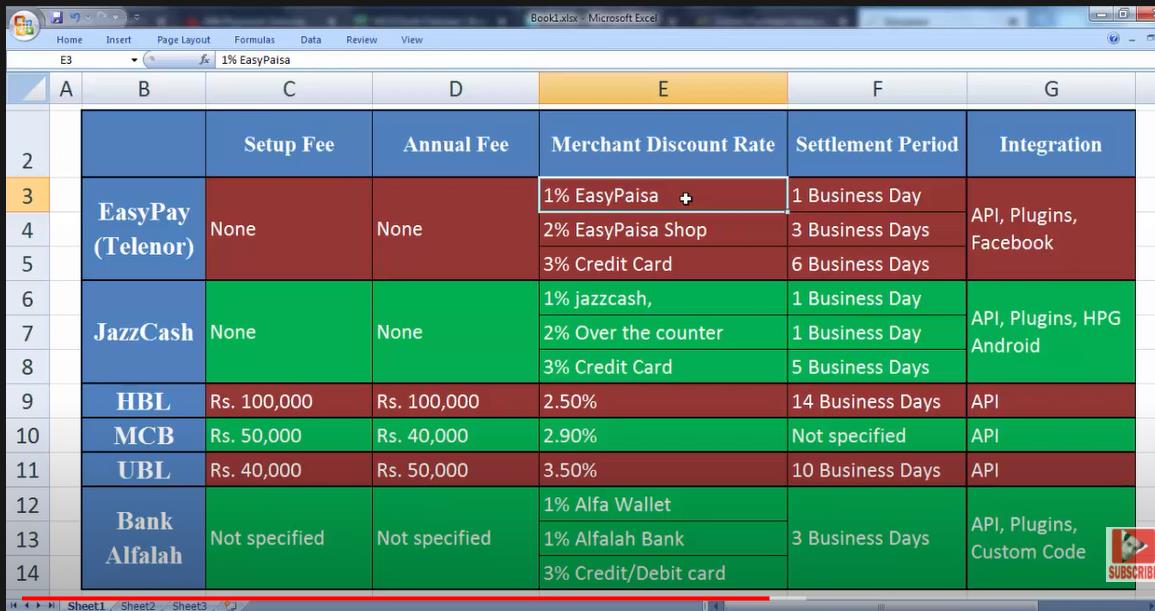 Book1.xlsx - Microsoft Excel
Home Insert Page Layout Formulas Data Review View
E3 fx 1% EasyPaisa
A B C D E F G
2 Setup Fee Annual Fee Merchant Discount Rate Settlement Period Integration
3 1% EasyPaisa 1 Business Day
EasyPay
(Telenor)
4 None None 2% EasyPaisa Shop 3 Business Days
API, Plugins,
Facebook
5 3% Credit Card 6 Business Days
6 1% jazzcash, 1 Business Day
7 JazzCash None None 2% Over the counter 1 Business Day
API, Plugins, HPG
Android
8 3% Credit Card 5 Business Days
9 HBL Rs. 100,000 Rs. 100,000 2.50% 14 Business Days API
10 MCB Rs. 50,000 Rs. 40,000 2.90% Not specified API
11 UBL Rs. 40,000 Rs. 50,000 3.50% 10 Business Days API
12 1% Alfa Wallet
Bank
Alfalah
13 Not specified Not specified 1% Alfalah Bank 3 Business Days
API, Plugins,
Custom Code
14 3% Credit/Debit card
SUBSCRIBE
Sheet1 Sheet2 Sheet3